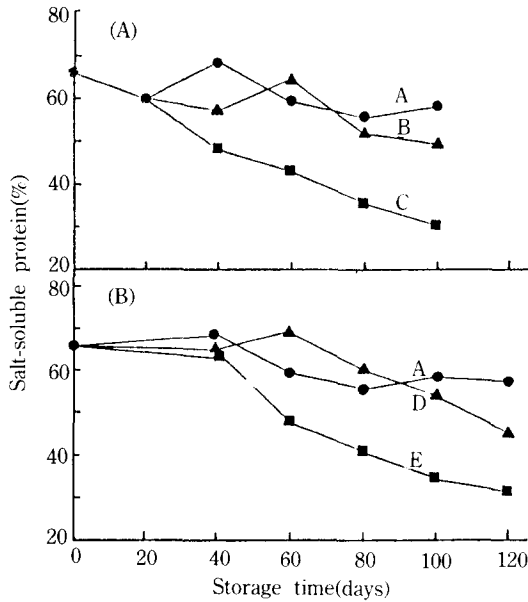 80
(A)
60
A
B
40
C
20
80
(B)
60
A
D
40
E
20
0 20 40 60 80 100 120
Storage time(days)
Salt-soluble protein(%)